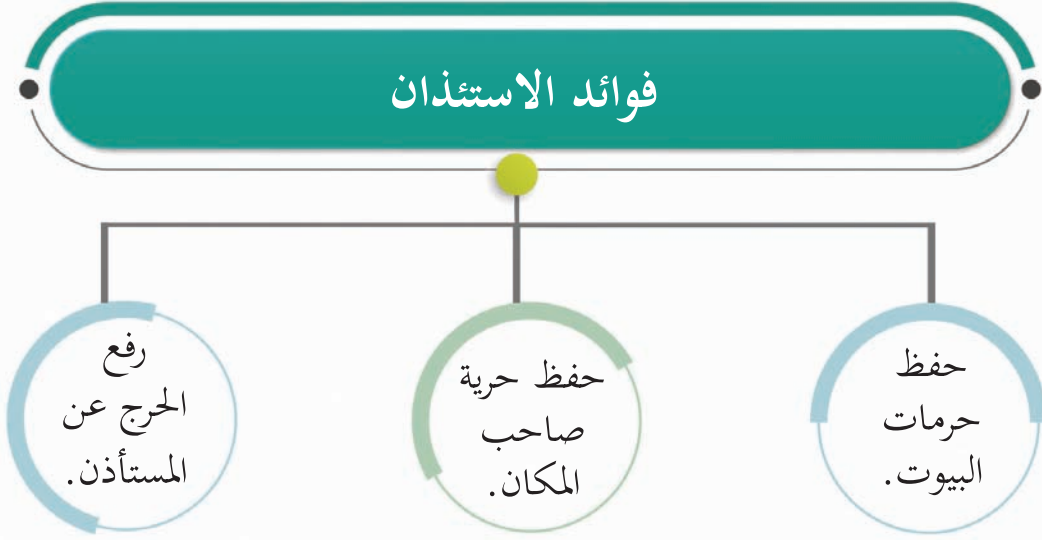 فوائد الاستئذان
حفظ
حرمات
البيوت.
حفظ حرية
صاحب
المكان.
رفع
الحرج عن
المستأذن.